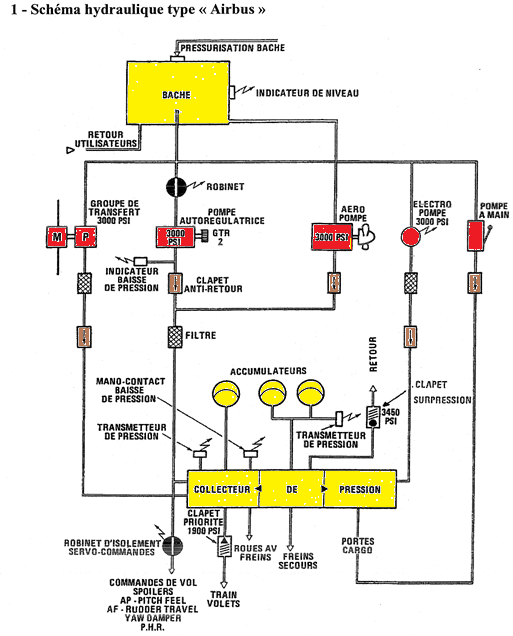 1 - Schéma hydraulique type « Airbus »
PRESSURISATION BACHE
BACHE
INDICATEUR DE NIVEAU
RETOUR
UTILISATEURS
ROBINET
GROUPE DE
TRANSFERT
3000 PSI
M
P
POMPE
AUTOREGULATRICE
3000
PSI
GTR
2
AERO
POMPE
3000 PSI
ELECTRO
POMPE
3000 PSI
POMPE
A MAIN
INDICATEUR
BAISSE
DE PRESSION
CLAPET
ANTI-RETOUR
FILTRE
RETOUR
ACCUMULATEURS
MANO-CONTACT
BAISSE
DE PRESSION
. CLAPET
SURPRESSION
3450
PSI
TRANSMETTEUR
DE PRESSION
TRANSMETTEUR
DE PRESSION
COLLECTEUR
DE
PRESSION
CLAPET
PRIORITE
1900 PSI
ROBINET D'ISOLEMENT
SERVO-COMMANDES
ROUES AV
FREINS
FREINS
SECOURS
PORTES
CARGO
COMMANDES DE VOL
SPOILERS
AP - PITCH FEEL
AF - RUDDER TRAVEL
YAW DAMPER
P.H.R.
TRAIN
VOLETS